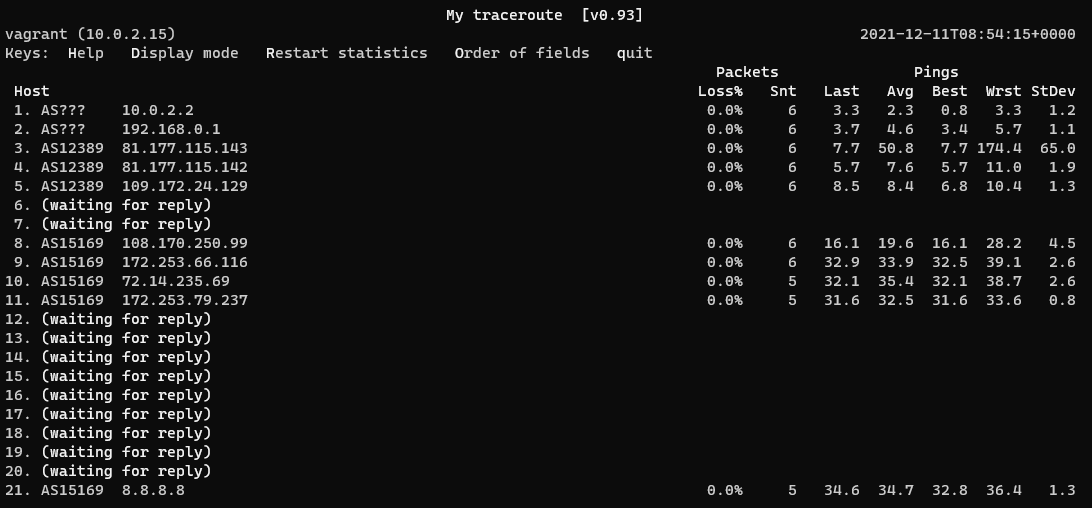 My traceroute  [v0.93]
vagrant (10.0.2.15)                                                        2021-12-11T08:54:15+0000
Keys:  Help   Display mode   Restart statistics   Order of fields   quit
Packets               Pings
Host                                     Loss%   Snt   Last   Avg  Best  Wrst StDev
1. AS???    10.0.2.2                     0.0%     6    3.3   2.3   0.8   3.3   1.2
2. AS???    192.168.0.1                  0.0%     6    3.7   4.6   3.4   5.7   1.1
3. AS12389  81.177.115.143               0.0%     6    7.7  50.8   7.7 174.4  65.0
4. AS12389  81.177.115.142               0.0%     6    5.7   7.6   5.7  11.0   1.9
5. AS12389  109.172.24.129               0.0%     6    8.5   8.4   6.8  10.4   1.3
6. (waiting for reply)
7. (waiting for reply)
8. AS15169  108.170.250.99               0.0%     6   16.1  19.6  16.1  28.2   4.5
9. AS15169  172.253.66.116               0.0%     6   32.9  33.9  32.5  39.1   2.6
10. AS15169  72.14.235.69                0.0%     5   32.1  35.4  32.1  38.7   2.6
11. AS15169  172.253.79.237              0.0%     5   31.6  32.5  31.6  33.6   0.8
12. (waiting for reply)
13. (waiting for reply)
14. (waiting for reply)
15. (waiting for reply)
16. (waiting for reply)
17. (waiting for reply)
18. (waiting for reply)
19. (waiting for reply)
20. (waiting for reply)
21. AS15169  8.8.8.8                     0.0%     5   34.6  34.7  32.8  36.4   1.3